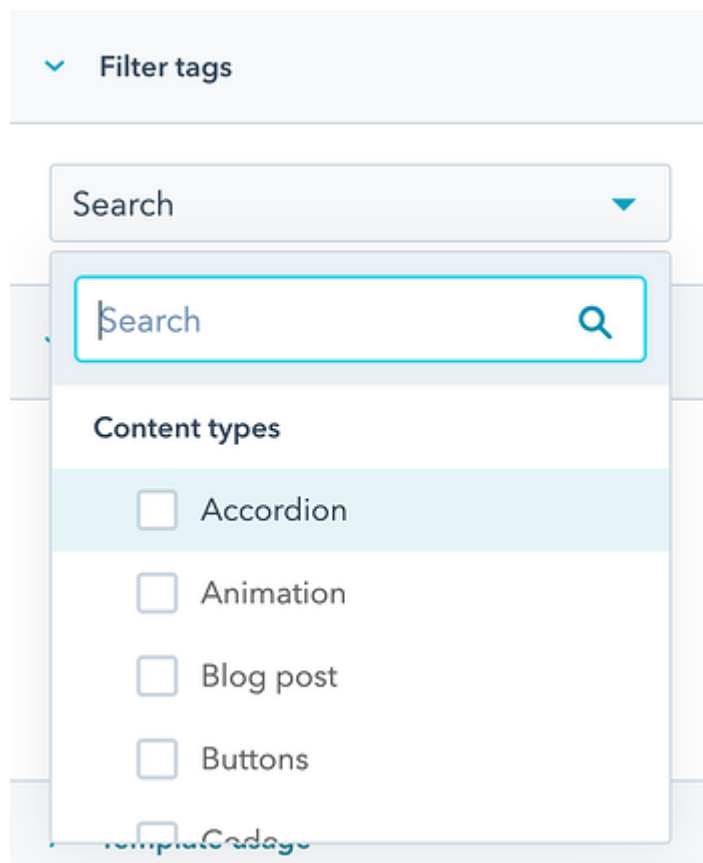 Filter tags
Search
Search
Content types
Accordion
Animation
Blog post
Buttons